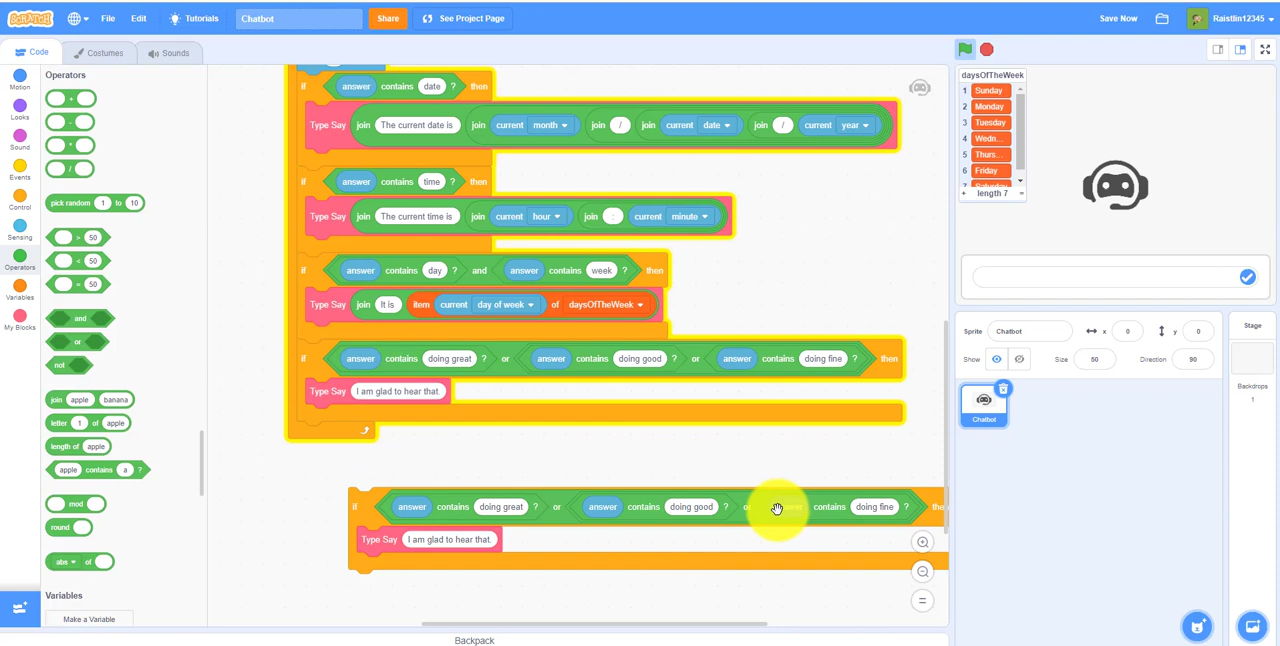 SCRATCH File Edit Tutorials Chatbot Share See Project Page Save Now Raistlin12345
Code Costumes Sounds
Motion
Looks
Sound
Events
Control
Sensing
Operators
Variables
My Blocks
Operators
+
-
*
/
pick random 1 to 10
> 50
< 50
= 50
and
or
not
join apple banana
letter 1 of apple
length of apple
apple contains a ?
mod
round
abs of
Variables
Make a Variable
if answer contains date ? then
Type Say join The current date is join current month join / join current date join / current year
if answer contains time ? then
Type Say join The current time is join current hour join : current minute
if answer contains day ? and answer contains week ? then
Type Say join It is item current day of week of daysOfTheWeek
if answer contains doing great ? or answer contains doing good ? or answer contains doing fine ? then
Type Say I am glad to hear that.
if answer contains doing great ? or answer contains doing good ? contains doing fine ? the
Type Say I am glad to hear that.
Backpack
daysOfTheWeek
1 Sunday
2 Monday
3 Tuesday
4 Wedn...
5 Thurs...
6 Friday
7 Saturday
+ length 7 =
Sprite Chatbot x 0 y 0
Show Size 50 Direction 90
Chatbot
Stage
Backdrops
1